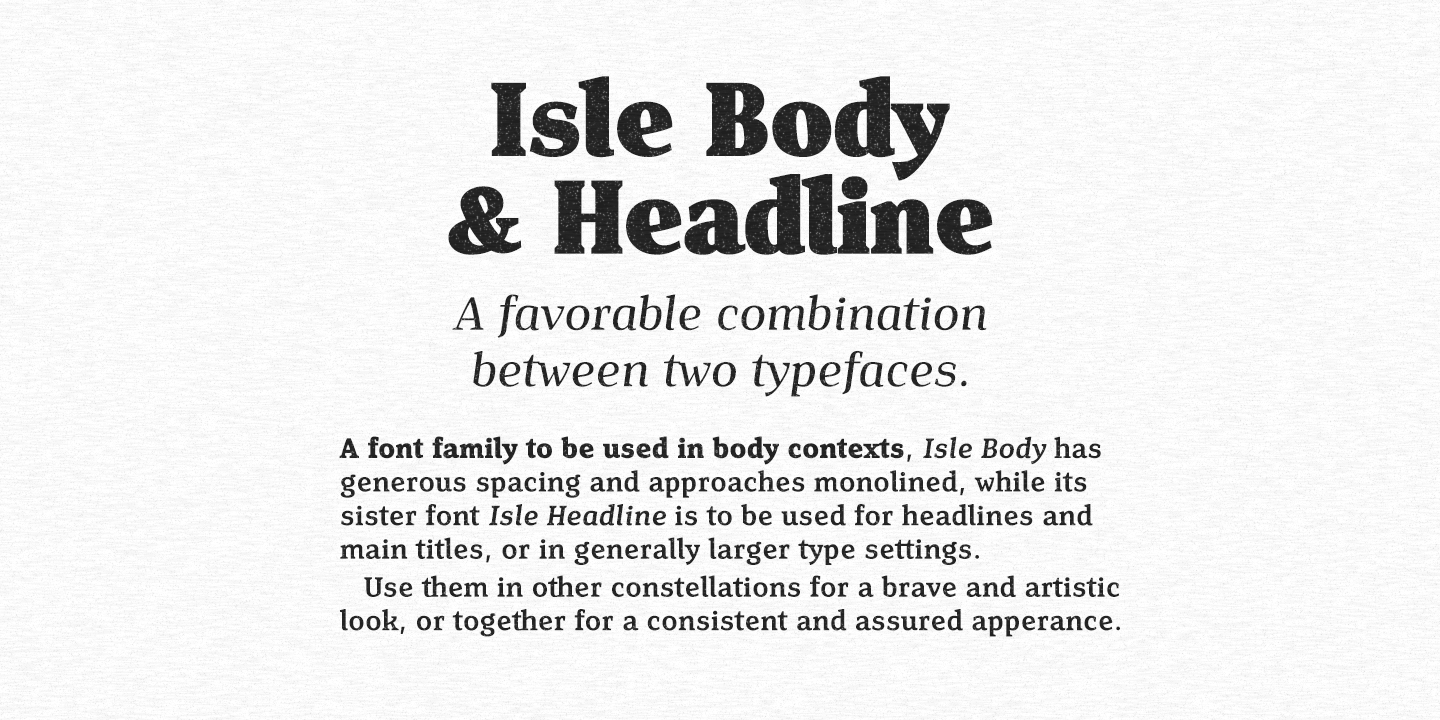 Isle Body
& Headline
A favorable combination
between two typefaces.
A font family to be used in body contexts, Isle Body has
generous spacing and approaches monolined, while its
sister font Isle Headline is to be used for headlines and
main titles, or in generally larger type settings.
Use them in other constellations for a brave and artistic
look, or together for a consistent and assured apperance.